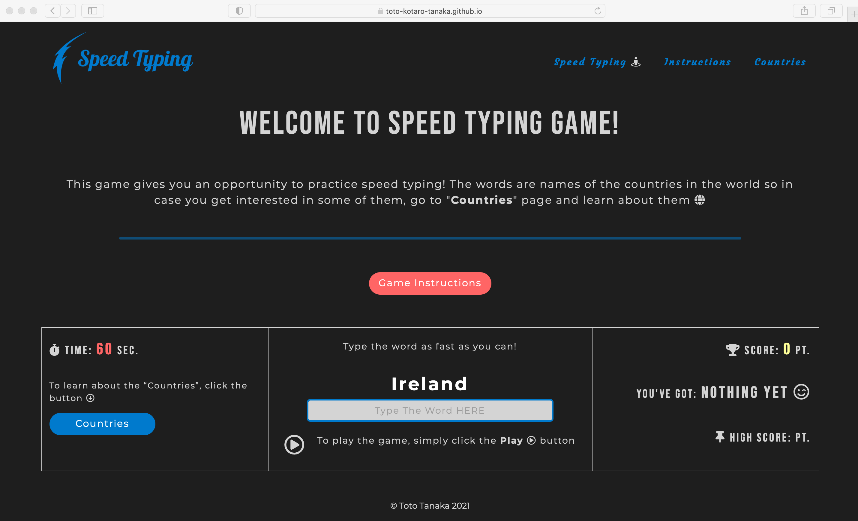 toto-kotaro-tanaka.github.io
Speed Typing
Speed Typing Instructions Countries
WELCOME TO SPEED TYPING GAME!
This game gives you an opportunity to practice speed typing! The words are names of the countries in the world so in
case you get interested in some of them, go to "Countries" page and learn about them
Game Instructions
TIME: 60 SEC.
To learn about the "Countries", click the
button
Countries
Type the word as fast as you can!
Ireland
Type The Word HERE
To play the game, simply click the Play button
SCORE: 0 PT.
YOU'VE GOT: NOTHING YET
HIGH SCORE: PT.
© Toto Tanaka 2021